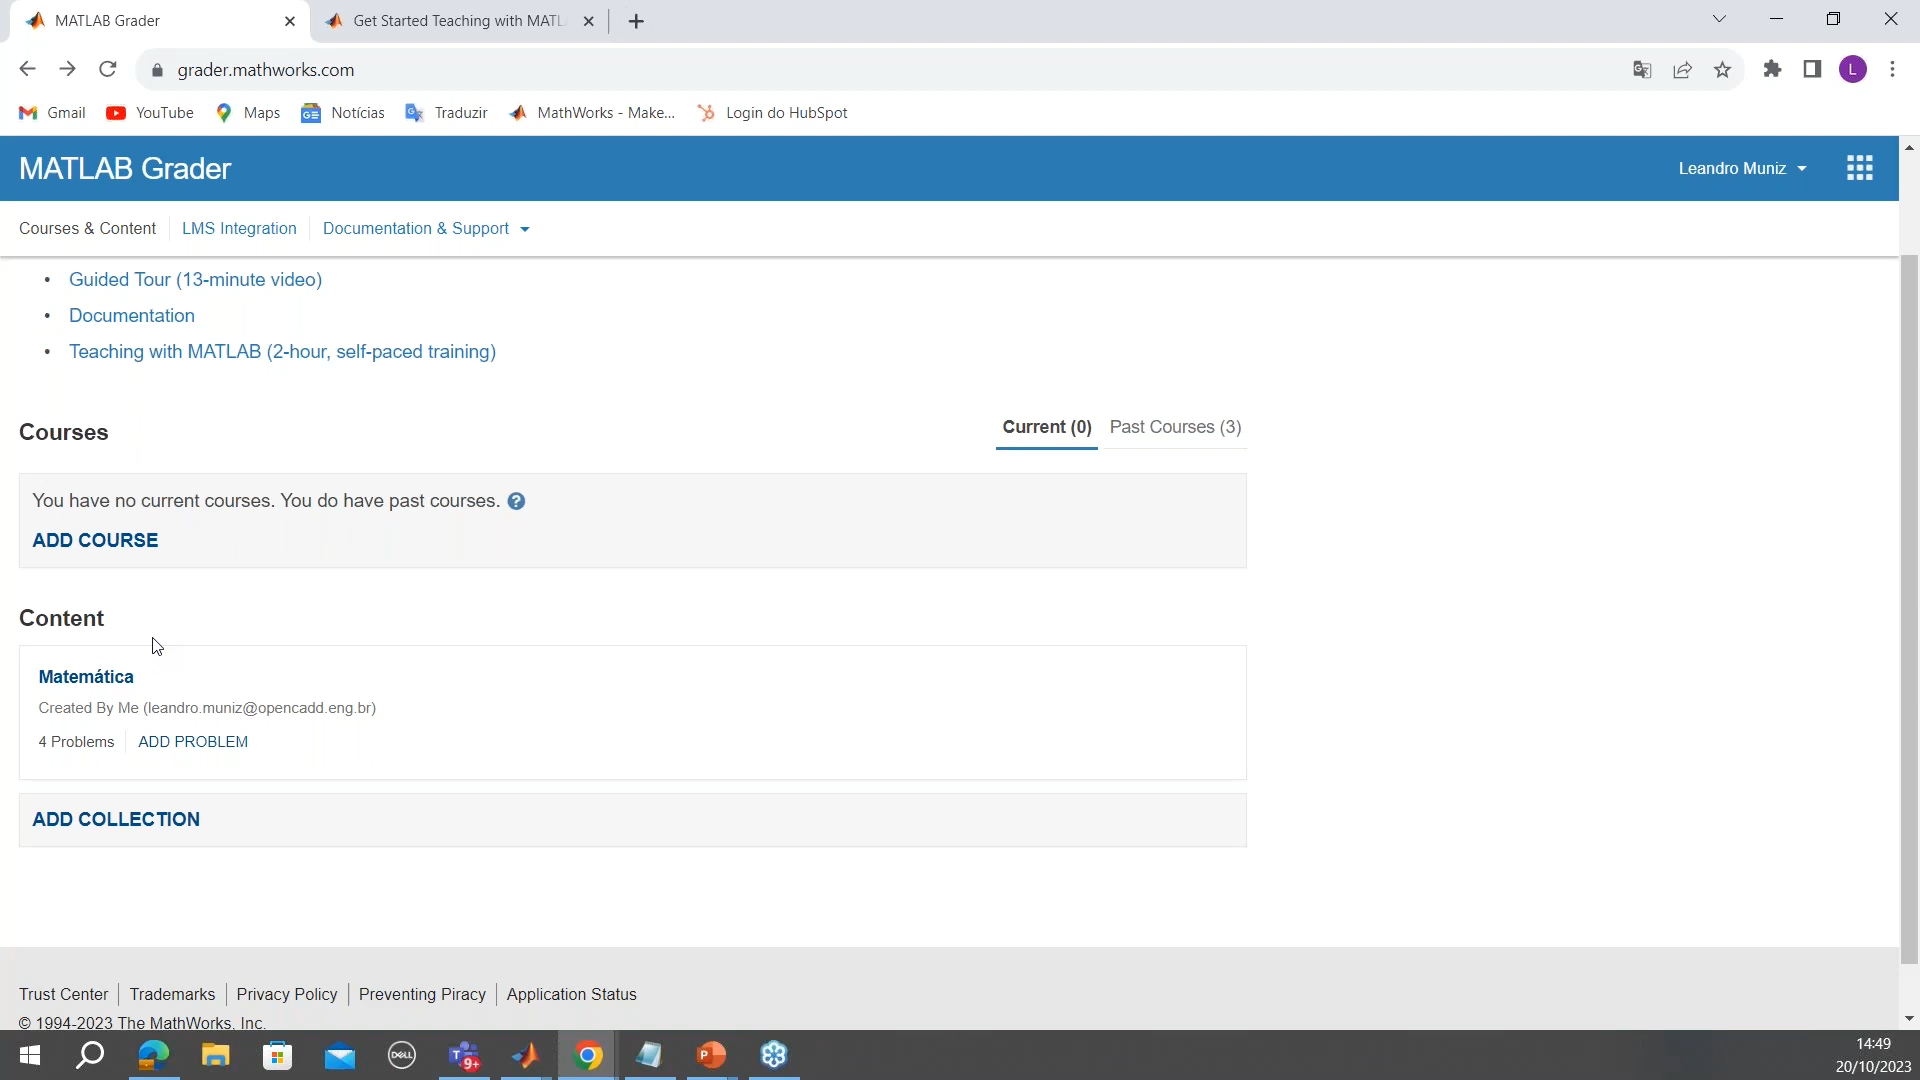 MATLAB Grader
Get Started Teaching with MATL
grader.mathworks.com
L
Gmail
YouTube
Maps
Notícias
Traduzir
MathWorks - Make...
Login do HubSpot
MATLAB Grader
Leandro Muniz
Courses & Content
LMS Integration
Documentation & Support
• Guided Tour (13-minute video)
• Documentation
• Teaching with MATLAB (2-hour, self-paced training)
Courses
Current (0)
Past Courses (3)
You have no current courses. You do have past courses. ?
ADD COURSE
Content
Matemática
Created By Me (leandro.muniz@opencadd.eng.br)
4 Problems
ADD PROBLEM
ADD COLLECTION
Trust Center
Trademarks
Privacy Policy
Preventing Piracy
Application Status
© 1994-2023 The MathWorks, Inc.
DELL
T
9+
P
14:49
20/10/2023